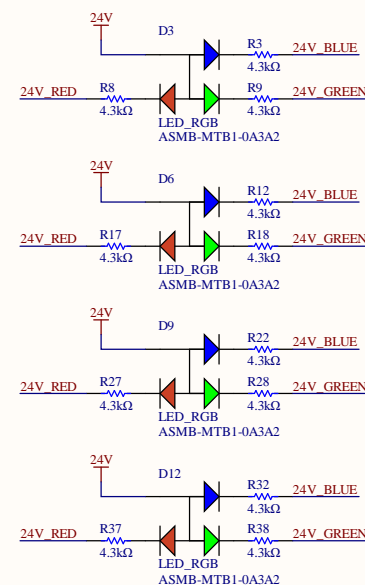 24V
D3
R3
24V_BLUE
4.3kΩ
24V_RED
R8
R9
24V_GREEN
4.3kΩ
4.3kΩ
LED_RGB
ASMB-MTB1-0A3A2
24V
D6
R12
24V_BLUE
4.3kΩ
24V_RED
R17
R18
24V_GREEN
4.3kΩ
4.3kΩ
LED_RGB
ASMB-MTB1-0A3A2
24V
D9
R22
24V_BLUE
4.3kΩ
24V_RED
R27
R28
24V_GREEN
4.3kΩ
4.3kΩ
LED_RGB
ASMB-MTB1-0A3A2
24V
D12
R32
24V_BLUE
4.3kΩ
24V_RED
R37
R38
24V_GREEN
4.3kΩ
4.3kΩ
LED_RGB
ASMB-MTB1-0A3A2